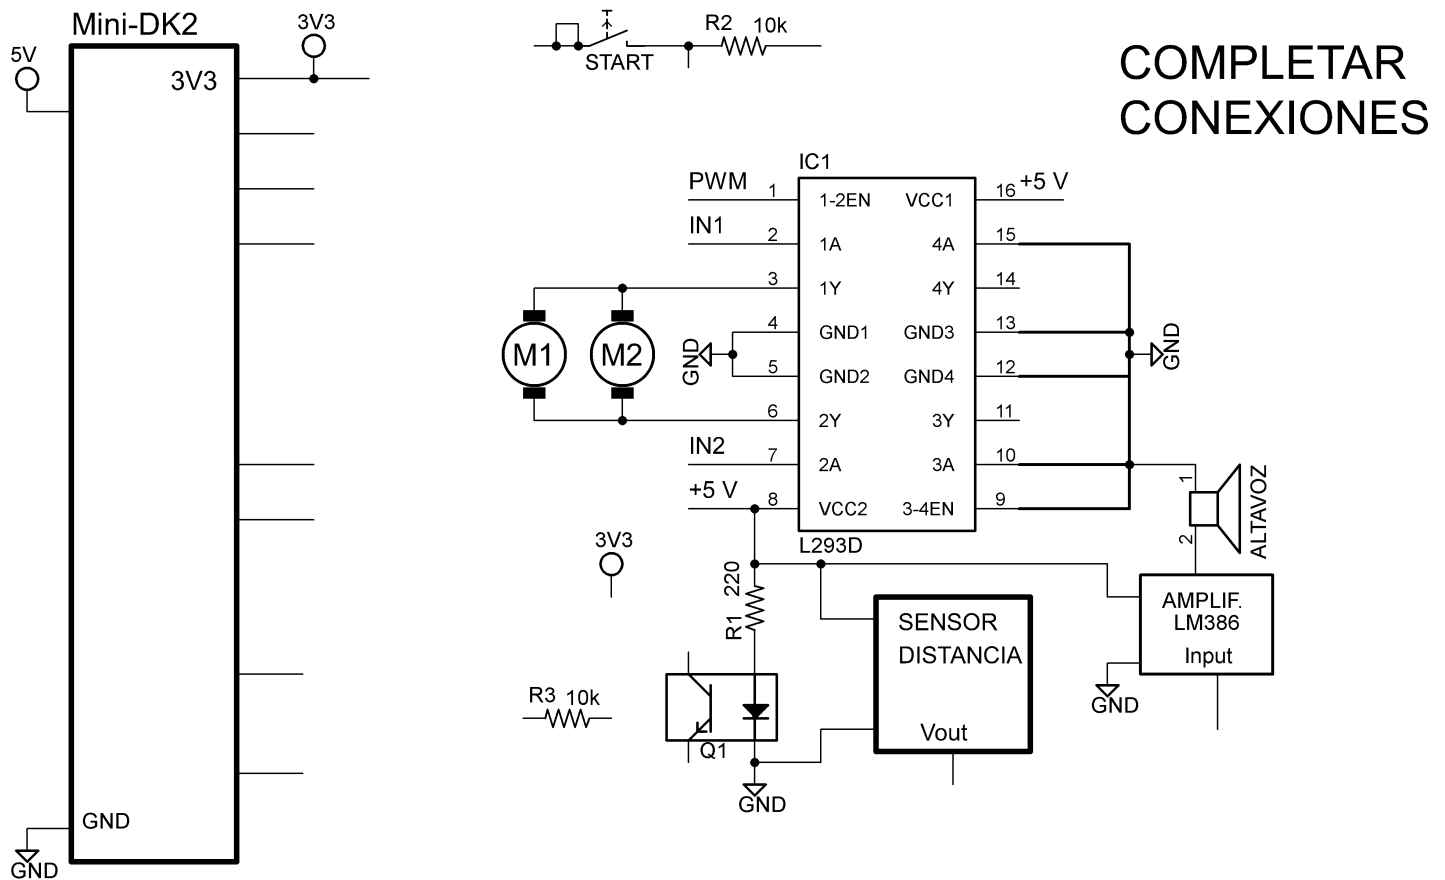 Mini-DK2
5V
3V3
3V3
GND
GND
START
R2
10k
COMPLETAR
CONEXIONES
IC1
PWM
1
1-2EN
VCC1
16
+5 V
IN1
2
1A
4A
15
3
1Y
4Y
14
4
GND1
GND3
13
M1
M2
GND
GND
5
GND2
GND4
12
6
2Y
3Y
11
IN2
7
2A
3A
10
+5 V
8
VCC2
3-4EN
9
L293D
1
2
ALTAVOZ
3V3
220
R1
SENSOR
DISTANCIA
Vout
AMPLIF.
LM386
Input
GND
R3
10k
Q1
GND